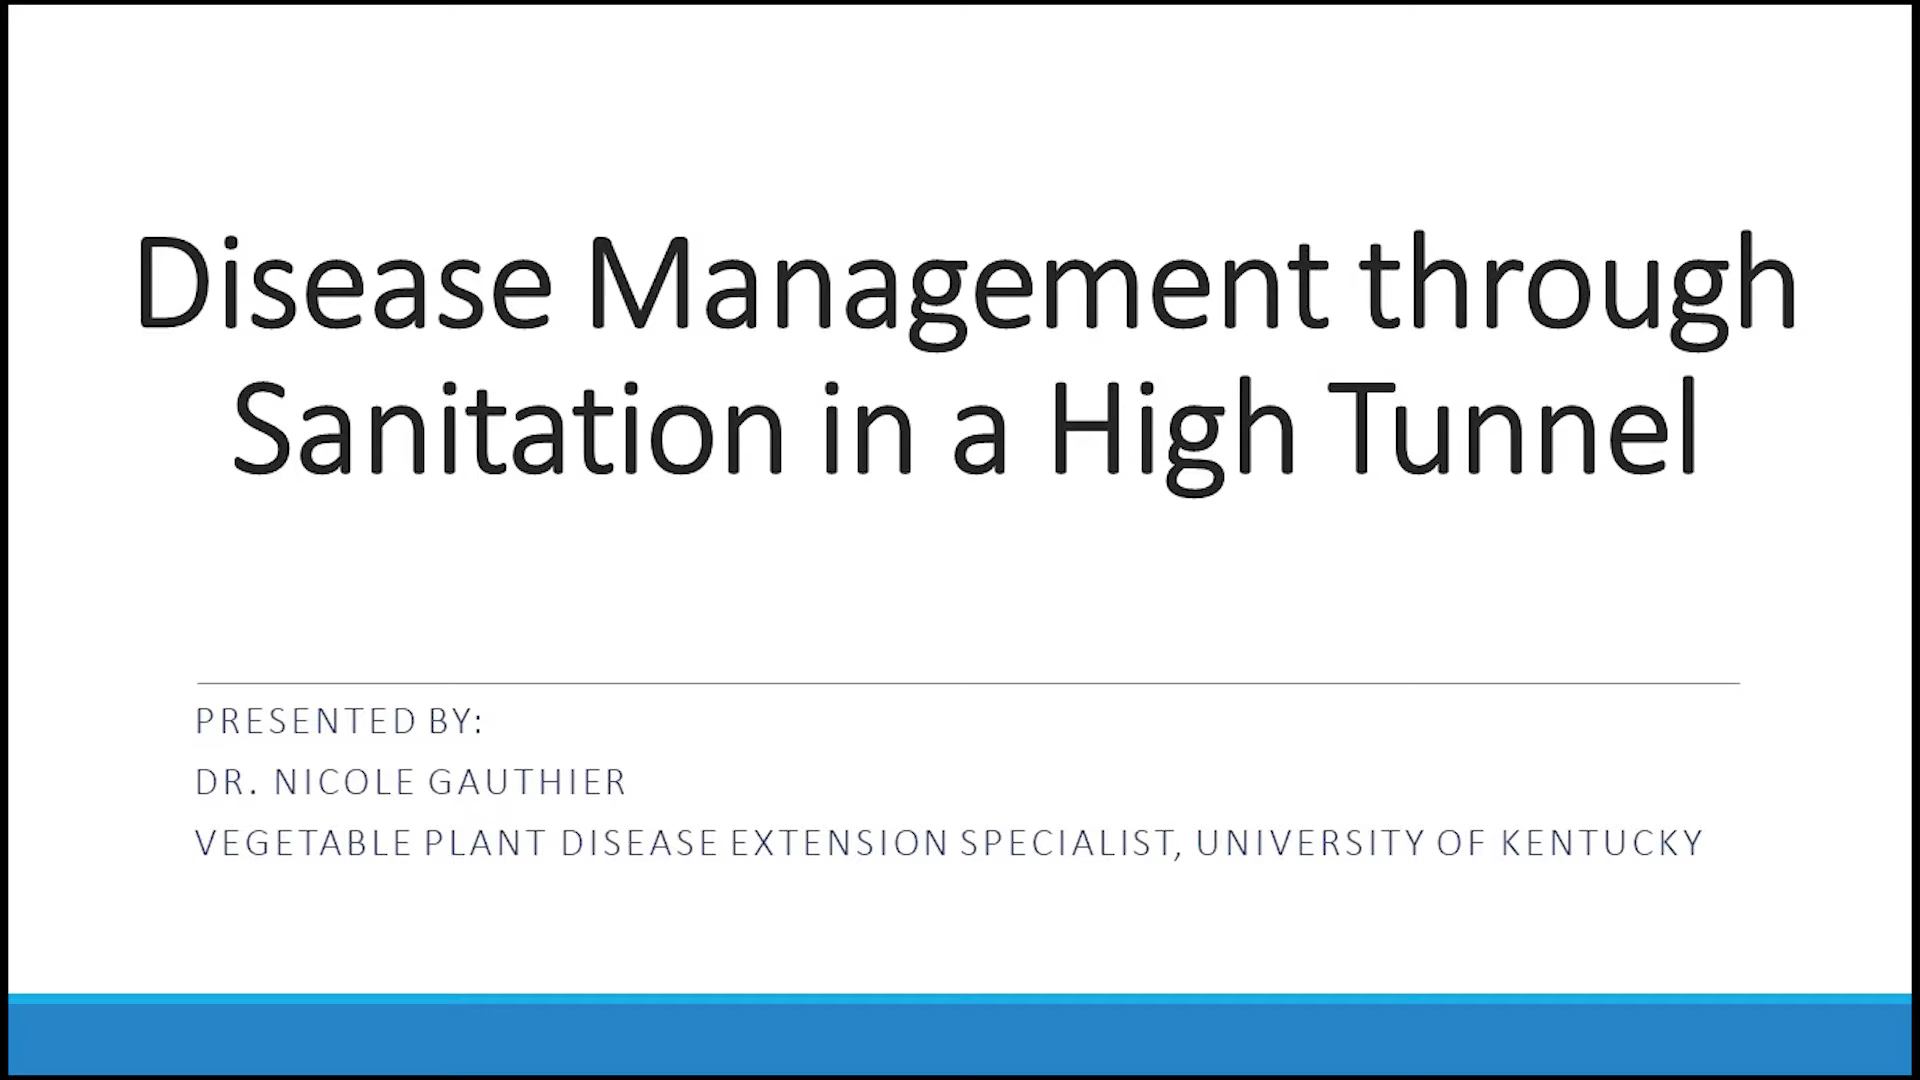 Disease Management through
Sanitation in a High Tunnel
PRESENTED BY:
DR. NICOLE GAUTHIER
VEGETABLE PLANT DISEASE EXTENSION SPECIALIST, UNIVERSITY OF KENTUCKY